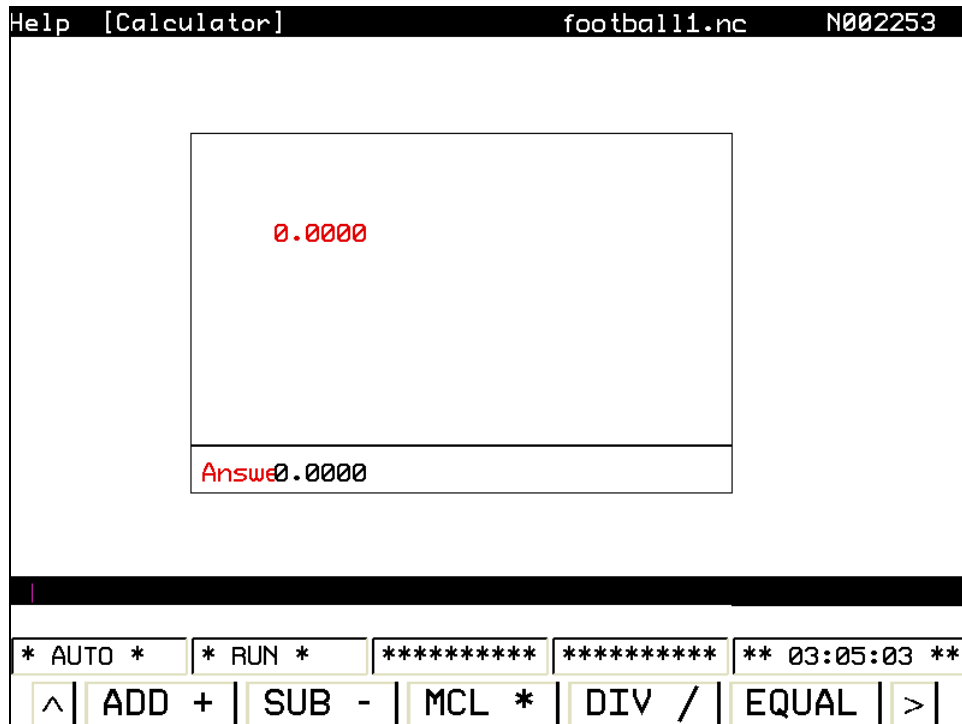 Help [Calculator] football1.nc N002253
0.0000
Answe0.0000
* AUTO * * RUN * ********** ********** ** 03:05:03 **
^ ADD + SUB - MCL * DIV / EQUAL >